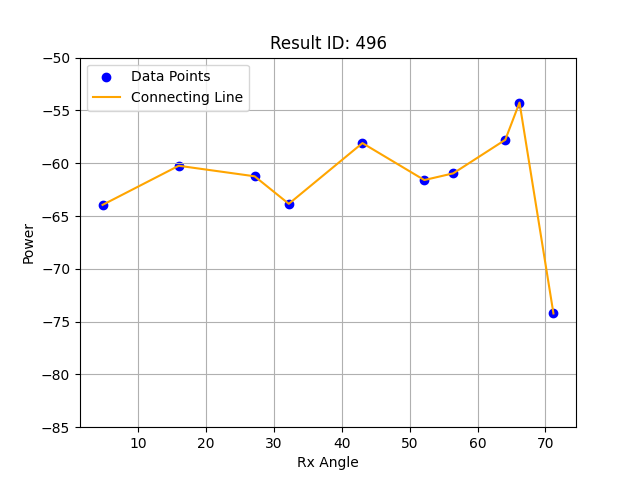 Result ID: 496
Data Points
Connecting Line
−50
−55
−60
−65
−70
−75
−80
−85
Power
10 20 30 40 50 60 70
Rx Angle